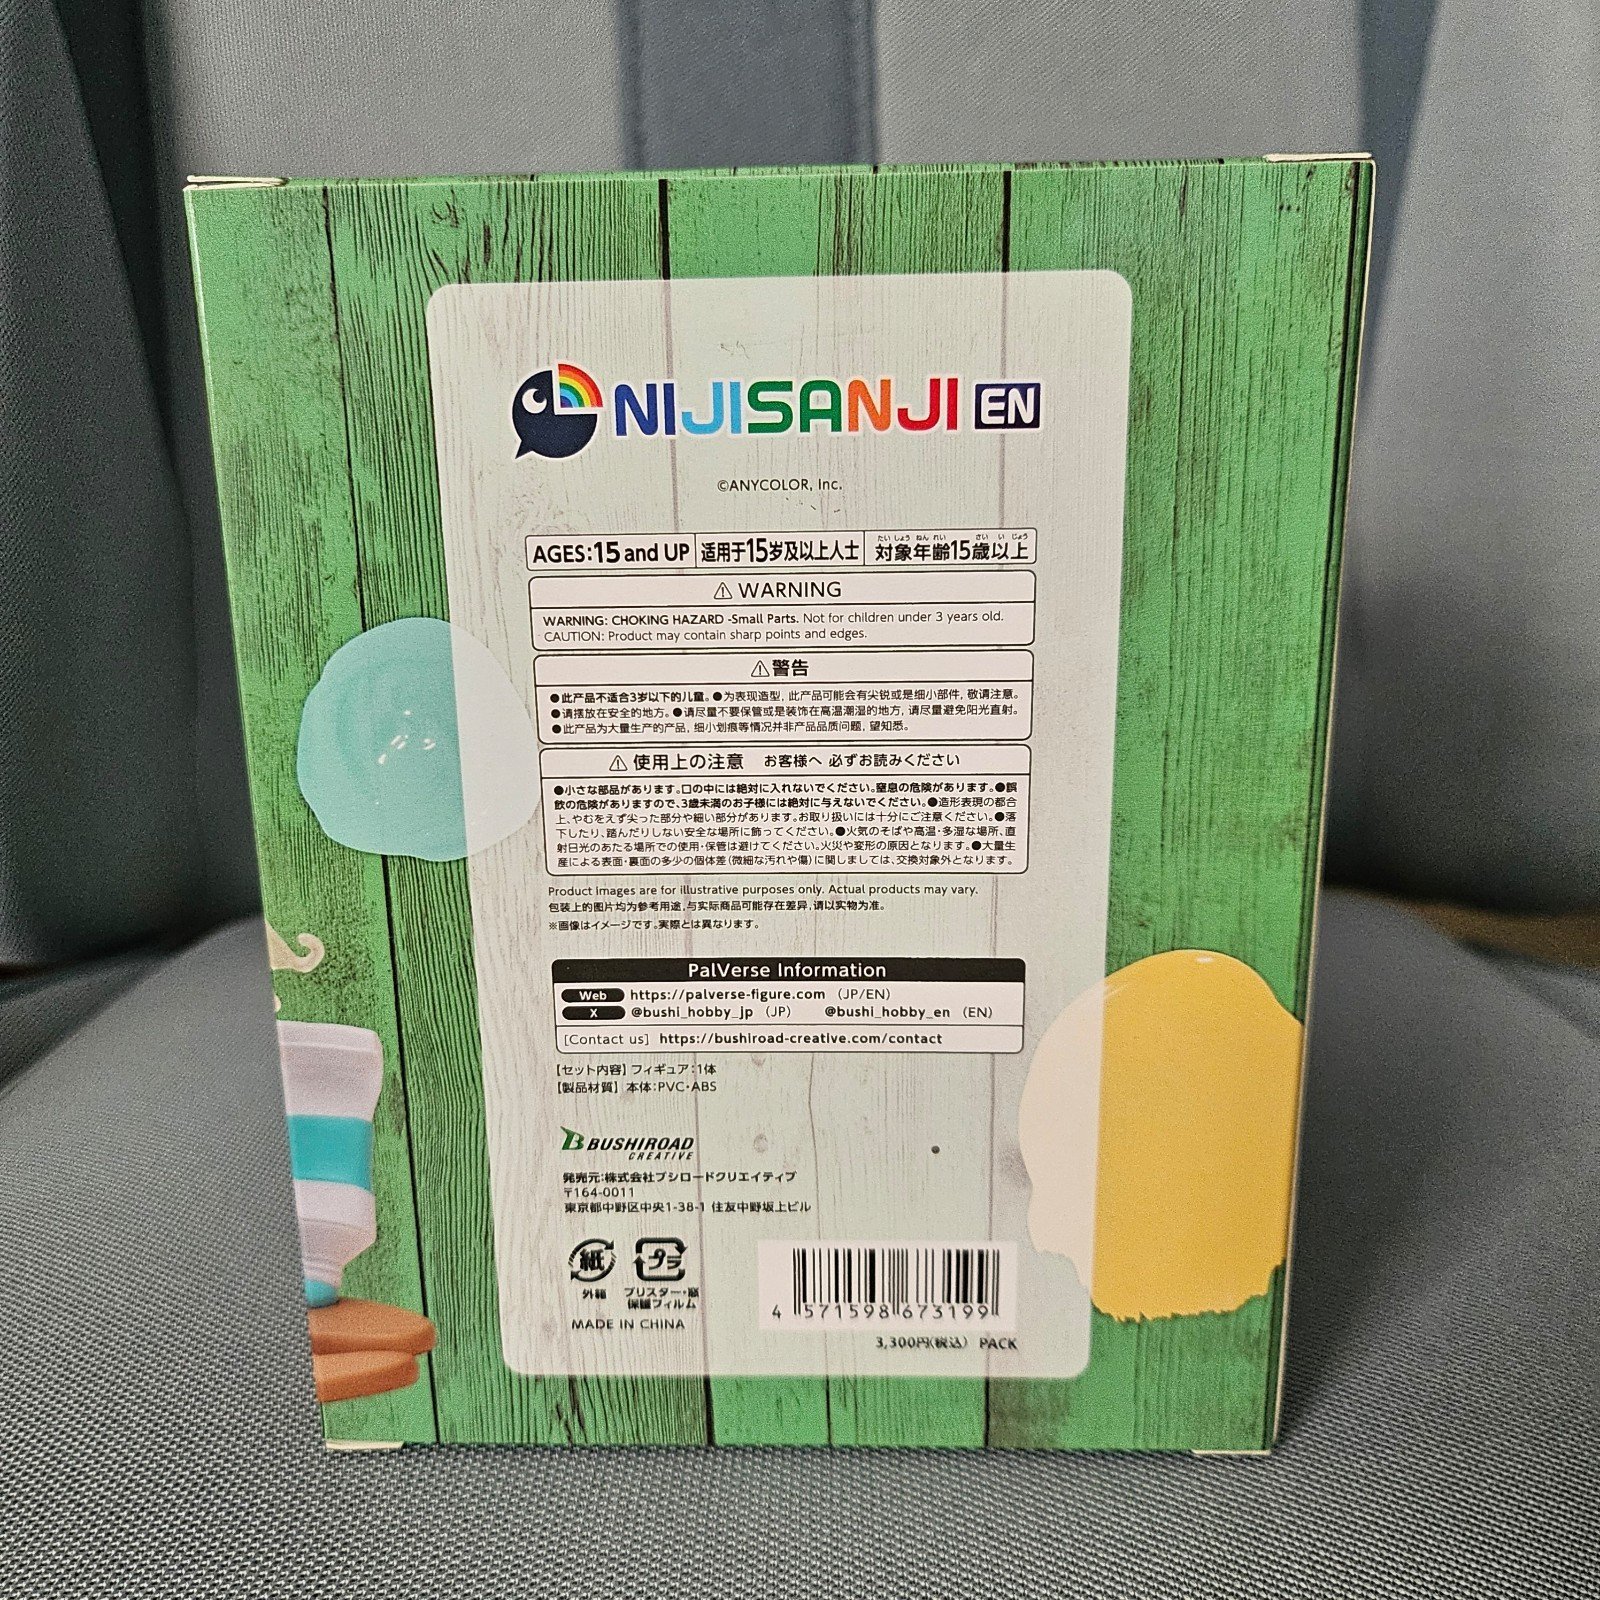 NIJISANJI EN
©ANYCOLOR, Inc.
AGES:15 and UP 适用于15岁及以上人士 対象年齢15歳以上
たいしょうねんれい さいいじょう
⚠ WARNING
WARNING: CHOKING HAZARD -Small Parts. Not for children under 3 years old.
CAUTION: Product may contain sharp points and edges.
⚠警告
●此产品不适合3岁以下的儿童。●为表现造型, 此产品可能会有尖锐或是细小部件, 敬请注意。
●请摆放在安全的地方。●请尽量不要保管或是装饰在高温潮湿的地方, 请尽量避免阳光直射。
●此产品为大量生产的产品, 细小划痕等情况并非产品品质问题, 望知悉。
⚠使用上の注意 お客様へ 必ずお読みください
●小さな部品があります。口の中には絶対に入れないでください。窒息の危険があります。●誤
飲の危険がありますので、3歳未満のお子様には絶対に与えないでください。●造形表現の都合
上、やむをえず尖った部分や細い部分があります。お取り扱いには十分にご注意ください。●落
下したり、踏んだりしない安全な場所に飾ってください。●火気のそばや高温・多湿な場所、直
射日光のあたる場所での使用・保管は避けてください。火災や変形の原因となります。●大量生
産による表面・裏面の多少の個体差(微細な汚れや傷)に関しましては、交換対象外となります。
Product images are for illustrative purposes only. Actual products may vary.
包装上的图片均为参考用途,与实际商品可能存在差异,请以实物为准。
※画像はイメージです。実際とは異なります。
PalVerse Information
Web https://palverse-figure.com (JP/EN)
X @bushi_hobby_jp (JP) @bushi_hobby_en (EN)
[Contact us] https://bushiroad-creative.com/contact
【セット内容】フィギュア:1体
【製品材質】本体:PVC・ABS
BUSHIROAD
CREATIVE
発売元:株式会社ブシロードクリエイティブ
〒164-0011
東京都中野区中央1-38-1 住友中野坂上ビル
紙 プラ
外箱 ブリスター・窓
保護フィルム
MADE IN CHINA
4 571598 673199
3,300円(税込) PACK